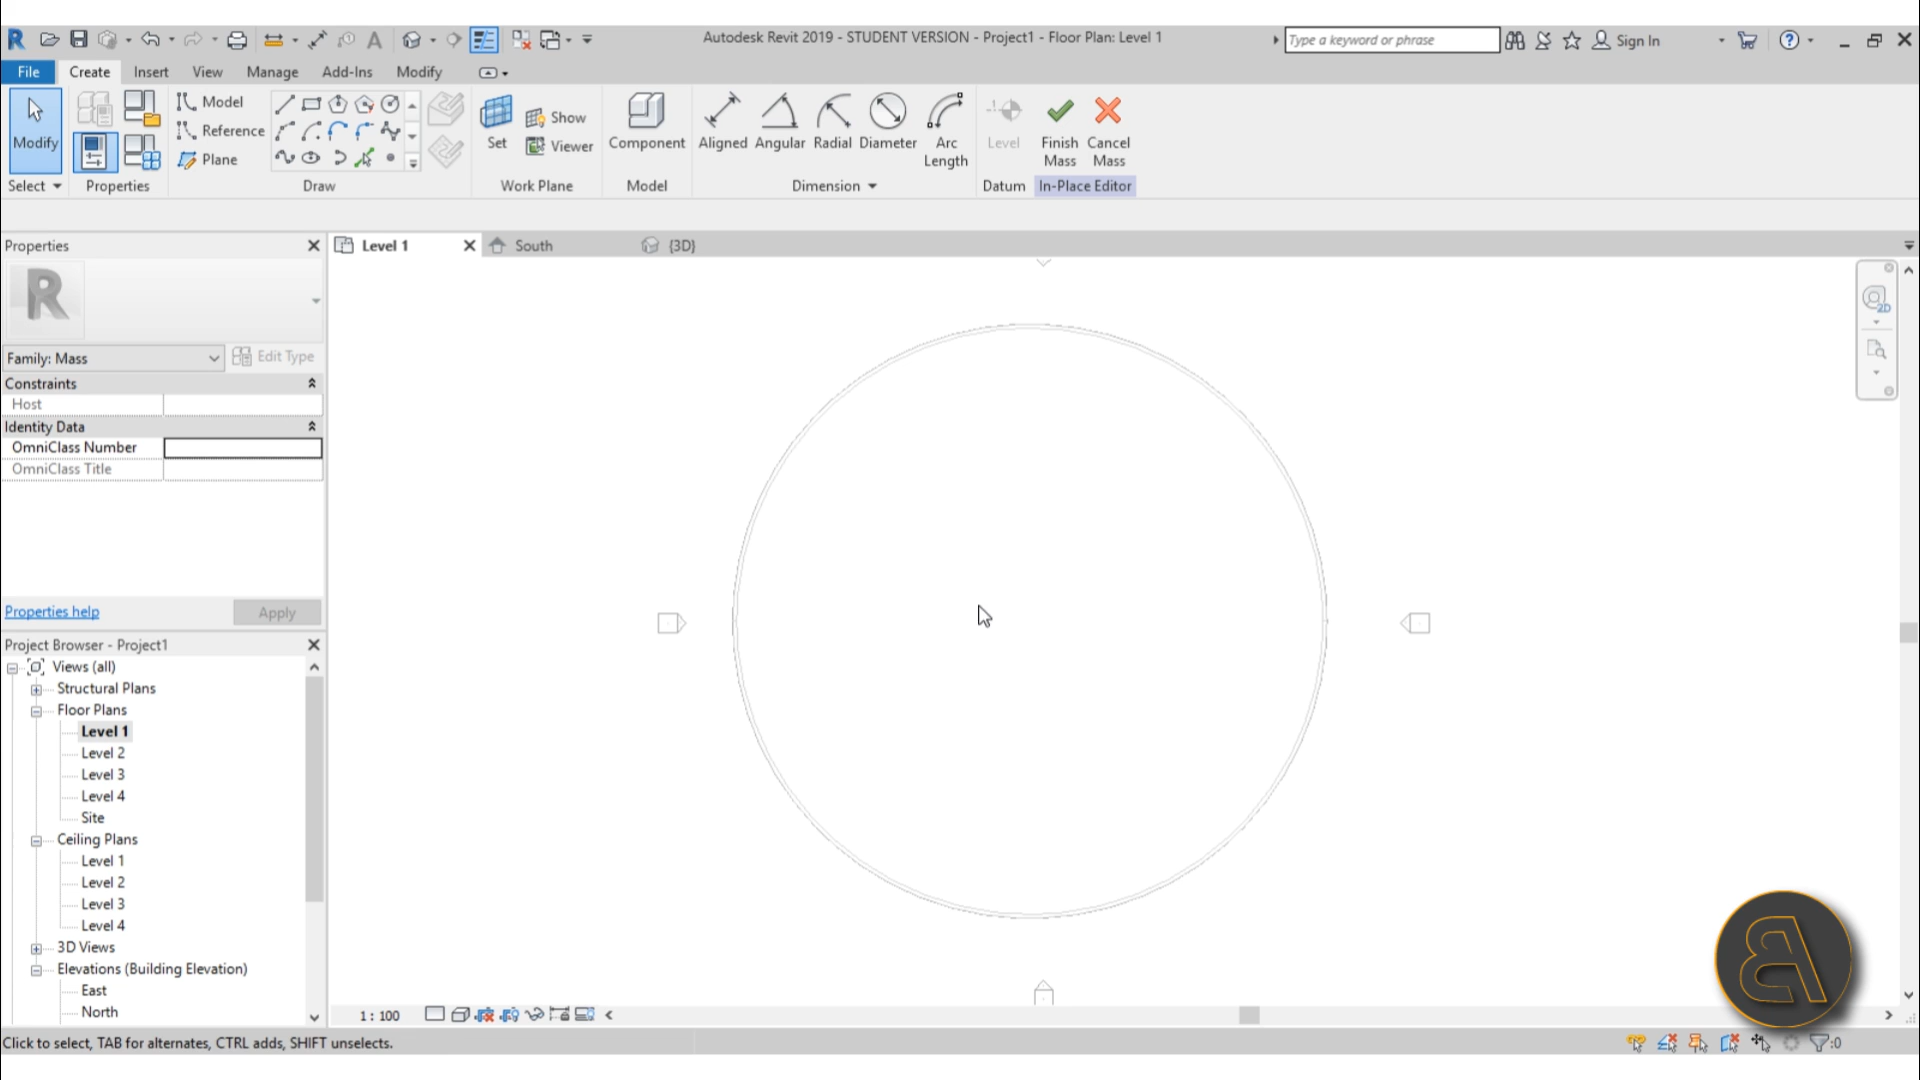 Autodesk Revit 2019 - STUDENT VERSION - Project1 - Floor Plan: Level 1
Type a keyword or phrase
Sign In
File Create Insert View Manage Add-Ins Modify
Modify
Model
Reference
Plane
Set
Show
Viewer
Component
Aligned Angular Radial Diameter Arc Length
Level
Finish Mass
Cancel Mass
Select Properties Draw Work Plane Model Dimension Datum In-Place Editor
Properties
Level 1 South {3D}
R
Family: Mass
Edit Type
Constraints
Host
Identity Data
OmniClass Number
OmniClass Title
2D
Properties help
Apply
Project Browser - Project1
Views (all)
Structural Plans
Floor Plans
Level 1
Level 2
Level 3
Level 4
Site
Ceiling Plans
Level 1
Level 2
Level 3
Level 4
3D Views
Elevations (Building Elevation)
East
North
1 : 100
Click to select, TAB for alternates, CTRL adds, SHIFT unselects.
:0